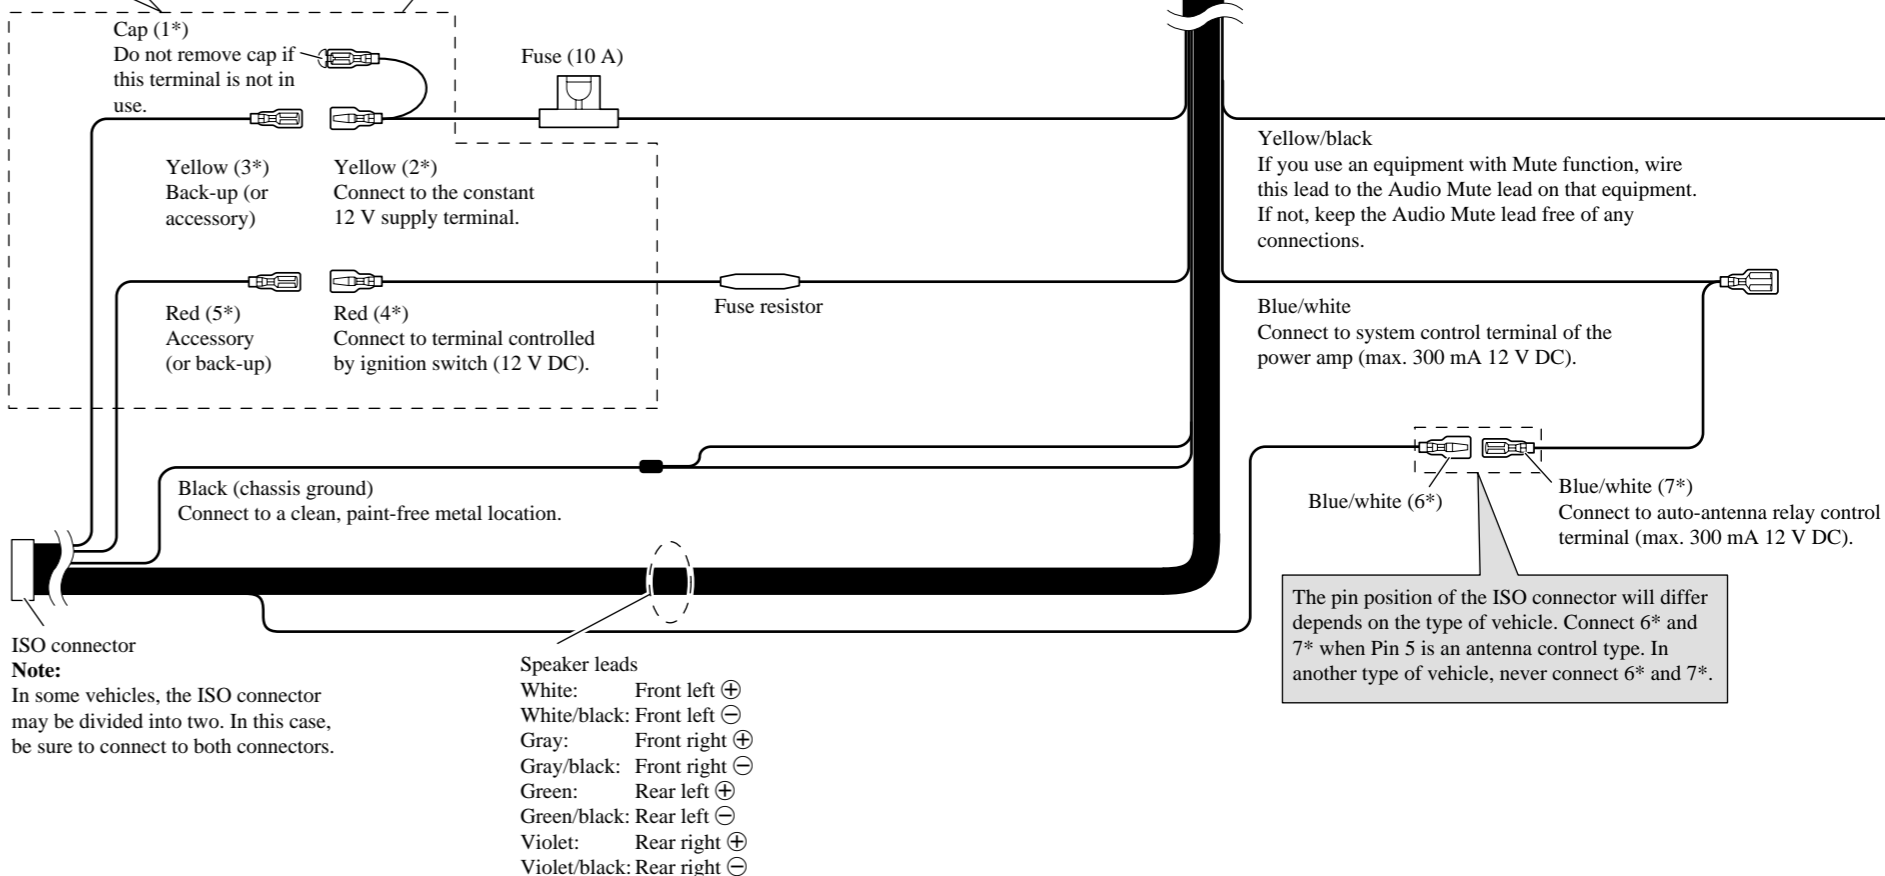 Cap (1*)
Do not remove cap if
this terminal is not in
use.
Fuse (10 A)
Yellow (3*)
Back-up (or
accessory)
Yellow (2*)
Connect to the constant
12 V supply terminal.
Yellow/black
If you use an equipment with Mute function, wire
this lead to the Audio Mute lead on that equipment.
If not, keep the Audio Mute lead free of any
connections.
Red (5*)
Accessory
(or back-up)
Red (4*)
Connect to terminal controlled
by ignition switch (12 V DC).
Fuse resistor
Blue/white
Connect to system control terminal of the
power amp (max. 300 mA 12 V DC).
Black (chassis ground)
Connect to a clean, paint-free metal location.
Blue/white (6*)
Blue/white (7*)
Connect to auto-antenna relay control
terminal (max. 300 mA 12 V DC).
The pin position of the ISO connector will differ
depends on the type of vehicle. Connect 6* and
7* when Pin 5 is an antenna control type. In
another type of vehicle, never connect 6* and 7*.
ISO connector
Note:
In some vehicles, the ISO connector
may be divided into two. In this case,
be sure to connect to both connectors.
Speaker leads
White: Front left ⊕
White/black: Front left ⊖
Gray: Front right ⊕
Gray/black: Front right ⊖
Green: Rear left ⊕
Green/black: Rear left ⊖
Violet: Rear right ⊕
Violet/black: Rear right ⊖